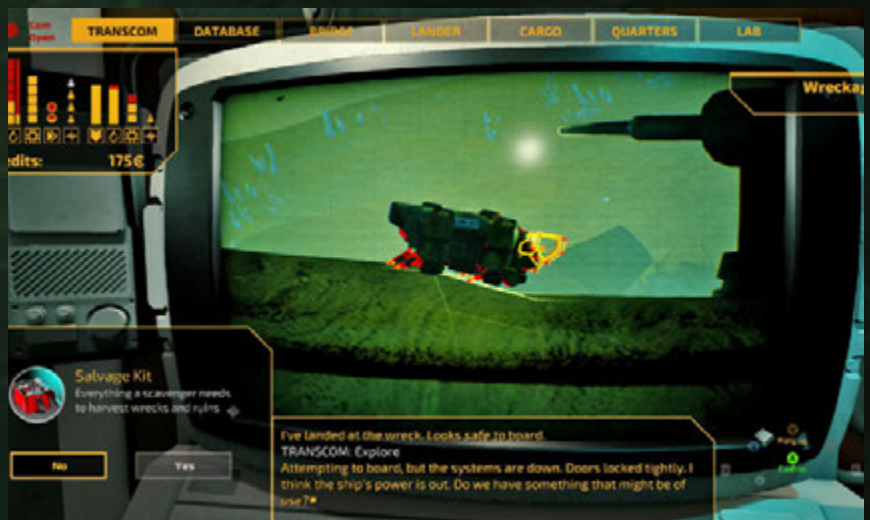 Com
Open
TRANSCOM
DATABASE
BRIDGE
LANDER
CARGO
QUARTERS
LAB
Wrecka
edits: 175
Salvage Kit
Everything a scavenger needs
to harvest wrecks and ruins
No
Yes
I've landed at the wreck. Looks safe to board.
TRANSCOM: Explore
Attempting to board, but the systems are down. Doors locked tightly. I
think the ship's power is out. Do we have something that might be of
use?